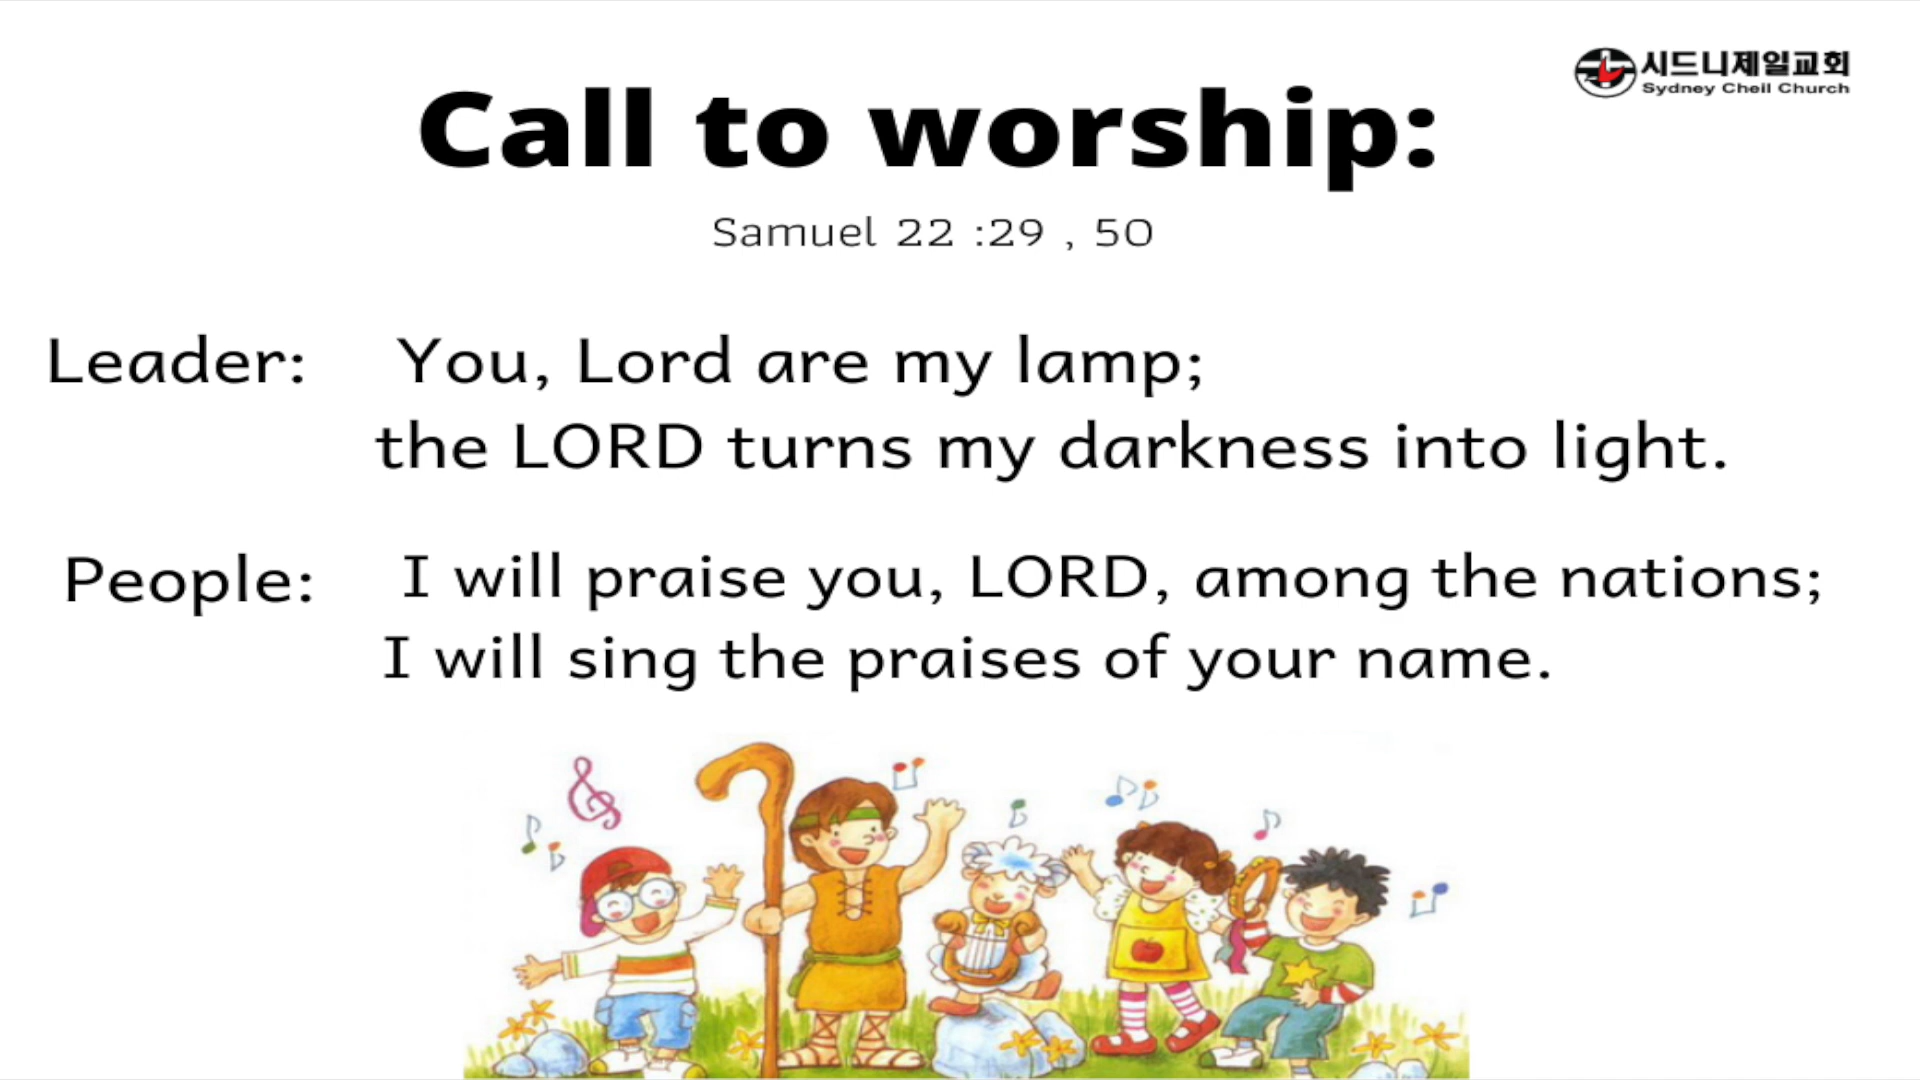 시드니제일교회
Sydney Cheil Church
Call to worship:
Samuel 22 :29 , 50
Leader: You, Lord are my lamp;
the LORD turns my darkness into light.
People: I will praise you, LORD, among the nations;
I will sing the praises of your name.